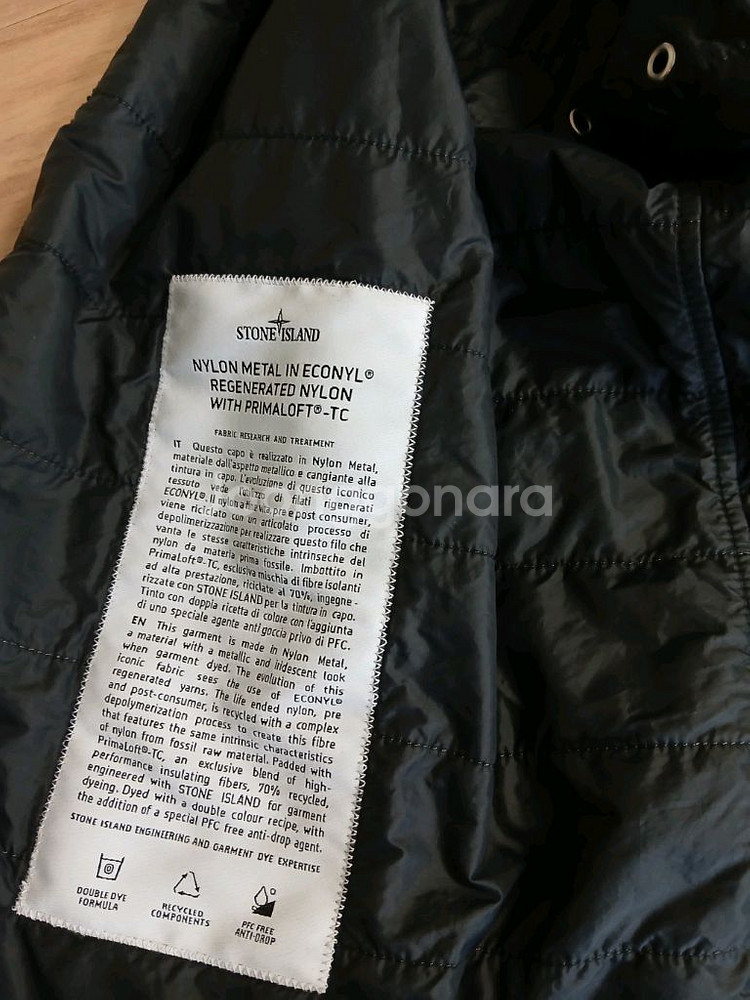 STONE ISLAND
NYLON METAL IN ECONYL®
REGENERATED NYLON
WITH PRIMALOFT®-TC
FABRIC RESEARCH AND TREATMENT
IT Questo capo è realizzato in Nylon Metal,
materiale dall'aspetto metallico e cangiante alla
tintura in capo. L'evoluzione di questo iconico
tessuto vede l'utilizzo di filati rigenerati
ECONYL®. Il nylon a fine vita, pre e post consumer,
viene riciclato con un articolato processo di
depolimerizzazione per realizzare questo filo che
vanta le stesse caratteristiche intrinseche del
nylon da materia prima fossile. Imbottito in
PrimaLoft®-TC, esclusiva mischia di fibre isolanti
ad alta prestazione, riciclate al 70%, ingegne-
rizzate con STONE ISLAND per la tintura in capo.
Tinto con doppia ricetta di colore con l'aggiunta
di uno speciale agente anti goccia privo di PFC.
EN This garment is made in Nylon Metal,
a material with a metallic and iridescent look
when garment dyed. The evolution of this
iconic fabric sees the use of ECONYL®
regenerated yarns. The life ended nylon, pre
and post-consumer, is recycled with a complex
depolymerization process to create this fibre
that features the same intrinsic characteristics
of nylon from fossil raw material. Padded with
PrimaLoft®-TC, an exclusive blend of high-
performance insulating fibers, 70% recycled,
engineered with STONE ISLAND for garment
dyeing. Dyed with a double colour recipe, with
the addition of a special PFC free anti-drop agent.
STONE ISLAND ENGINEERING AND GARMENT DYE EXPERTISE
DOUBLE DYE
FORMULA
RECYCLED
COMPONENTS
PFC FREE
ANTI-DROP